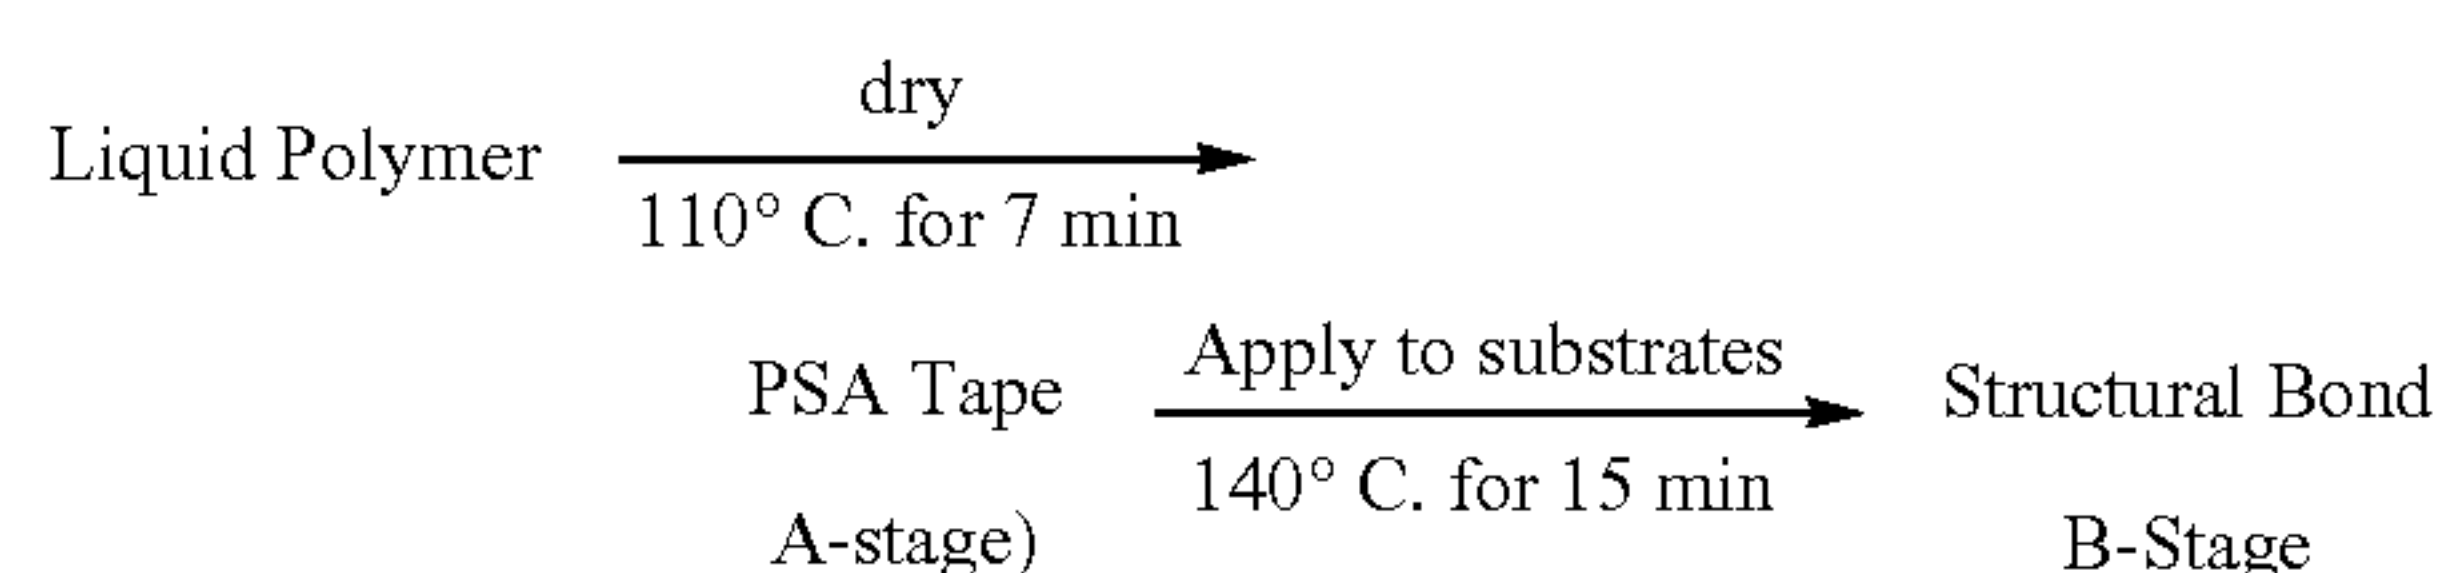 dry
Liquid Polymer
110° C. for 7 min
Apply to substrates
PSA Tape
Structural Bond
140° C. for 15 min
A-stage)
B-Stage